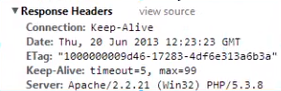 ▼ Response Headers view source
Connection: Keep-Alive
Date: Thu, 20 Jun 2013 12:23:23 GMT
ETag: "1000000009d46-17283-4df6e313a6b3a"
Keep-Alive: timeout=5, max=99
Server: Apache/2.2.21 (Win32) PHP/5.3.8